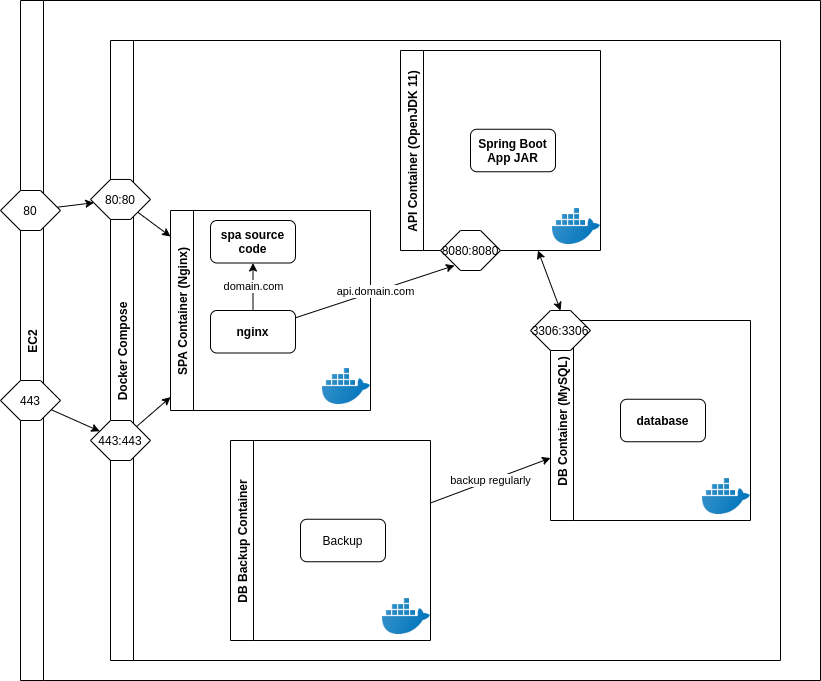 EC2
80
443
Docker Compose
80:80
443:443
SPA Container (Nginx)
spa source
code
domain.com
nginx
api.domain.com
API Container (OpenJDK 11)
Spring Boot
App JAR
8080:8080
3306:3306
DB Container (MySQL)
database
DB Backup Container
Backup
backup regularly